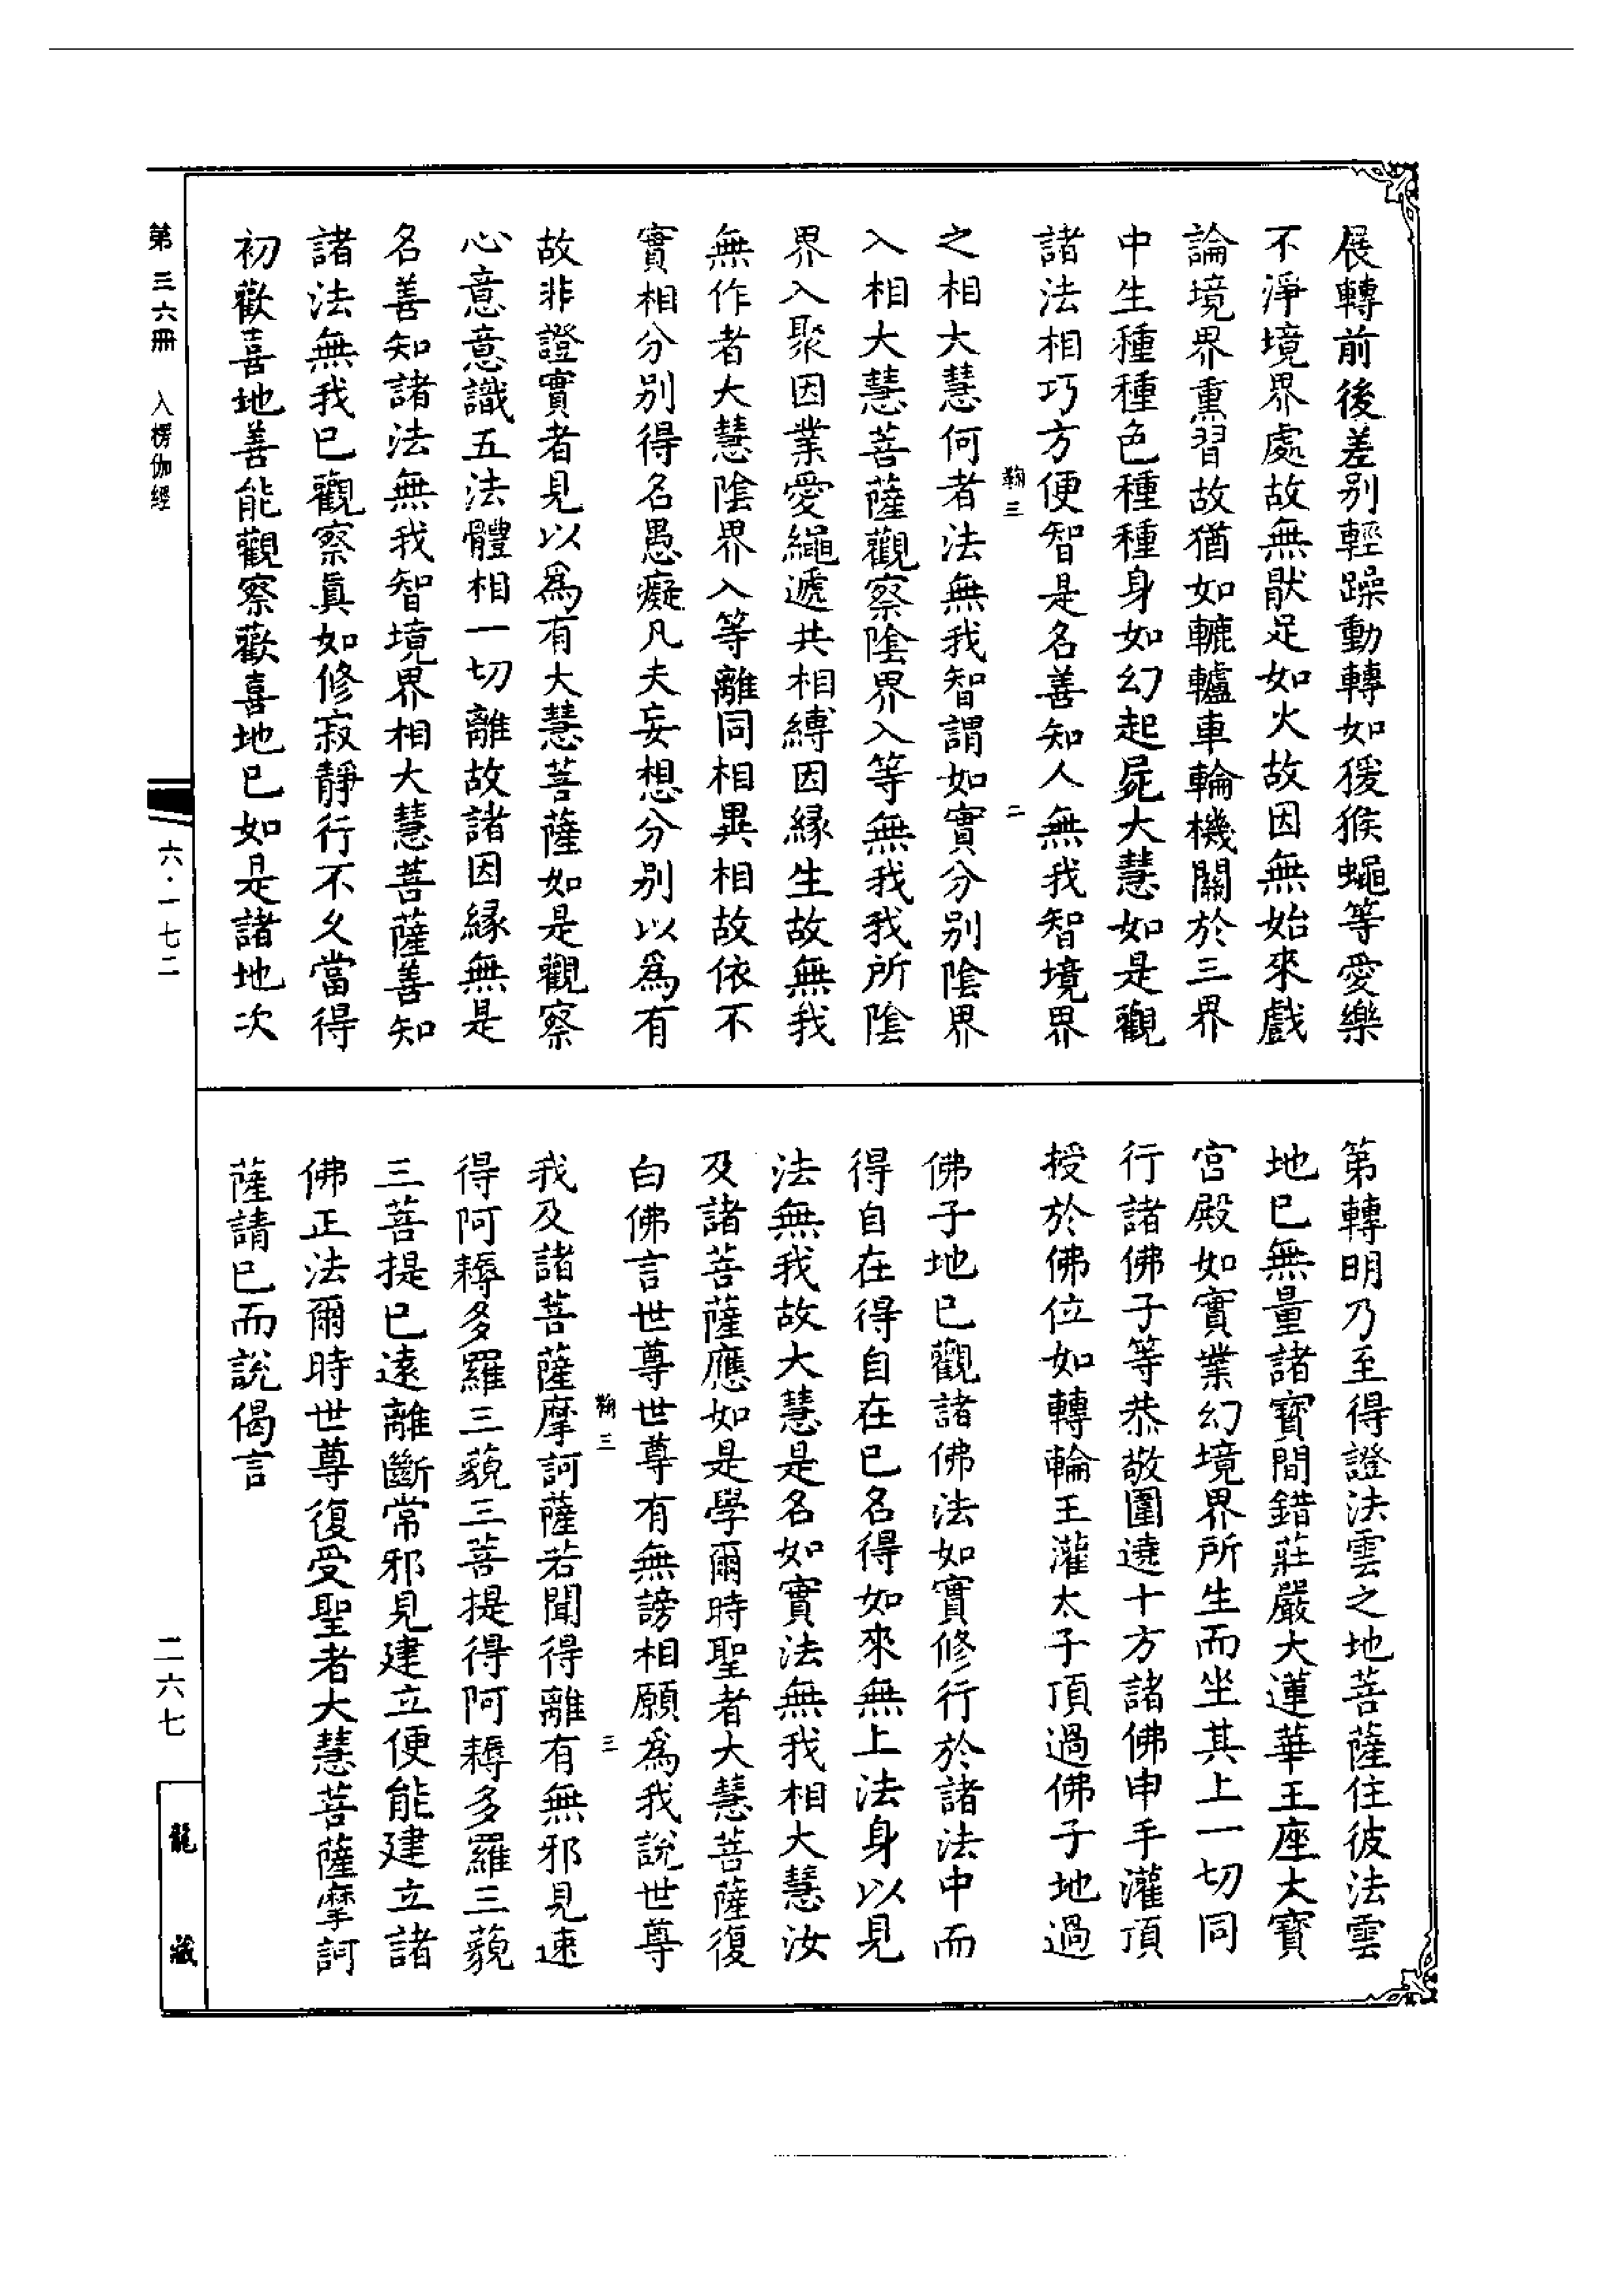 展轉前後差別輕躁動轉如猨猴蠅等愛樂
不淨境界處故無猒足如火故因無始來戲
論境界熏習故猶如轆轤車輪機關於三界
中生種種色種種身如幻起屍大慧如是觀
諸法相巧方便智是名善知人無我智境界
翰三
二
之相大慧何者法無我智謂如實分別陰界
入相大慧菩薩觀察陰界入等無我我所陰
界入聚因業愛繩遞共相縛因緣生故無我
無作者大慧陰界入等離同相異相故依不
實相分別得名愚癡凡夫妄想分別以爲有
故非證實者見以爲有大慧菩薩如是觀察
心意意識五法體相一切離故諸因緣無是
名善知諸法無我智境界相大慧菩薩善知
諸法無我已觀察眞如修寂靜行不久當得
初歡喜地善能觀察歡喜地已如是諸地次
第轉明乃至得證法雲之地菩薩住彼法雲
地已無量諸寶間錯莊嚴大蓮華王座大寶
宮殿如實業幻境界所生而坐其上一切同
行諸佛子等恭敬圍遶十方諸佛申手灌頂
授於佛位如轉輪王灌太子頂過佛子地過
佛子地已觀諸佛法如實修行於諸法中而
得自在得自在已名得如來無上法身以見
法無我故大慧是名如實法無我相大慧汝
及諸菩薩應如是學爾時聖者大慧菩薩復
白佛言世尊世尊有無謗相願爲我說世尊
翰三
三
我及諸菩薩摩訶薩若聞得離有無邪見速
得阿耨多羅三藐三菩提得阿耨多羅三藐
三菩提已遠離斷常邪見建立便能建立諸
佛正法爾時世尊復受聖者大慧菩薩摩訶
薩請已而說偈言
第三六冊　入楞伽經
六·一七二
二六七
龍藏